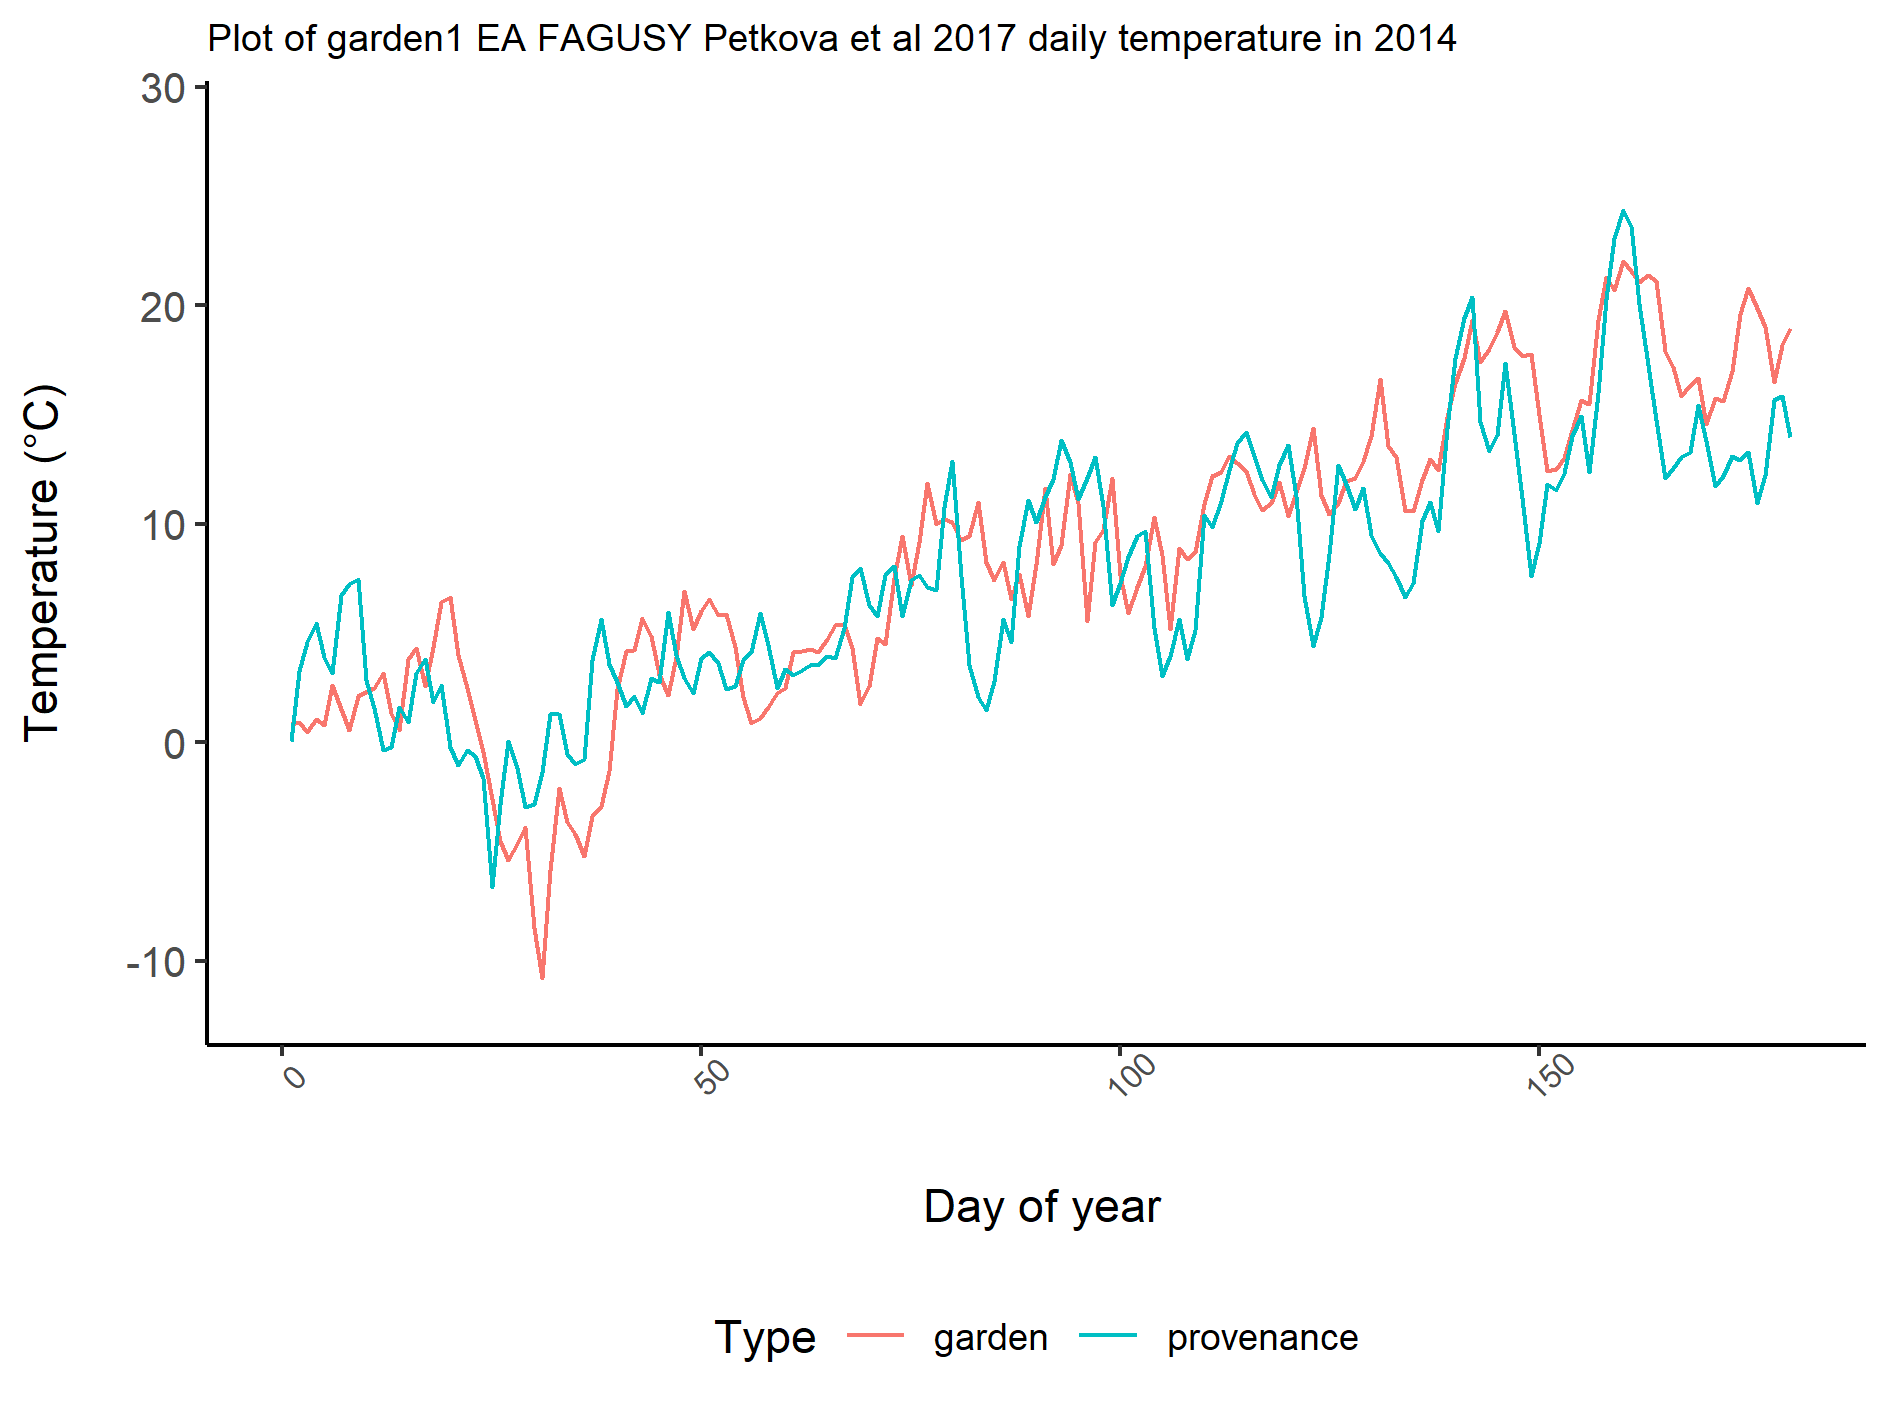 Plot of garden1 EA FAGUSY Petkova et al 2017 daily temperature in 2014
30
20
10
0
-10
Temperature (°C)
0
50
100
150
Day of year
Type garden provenance